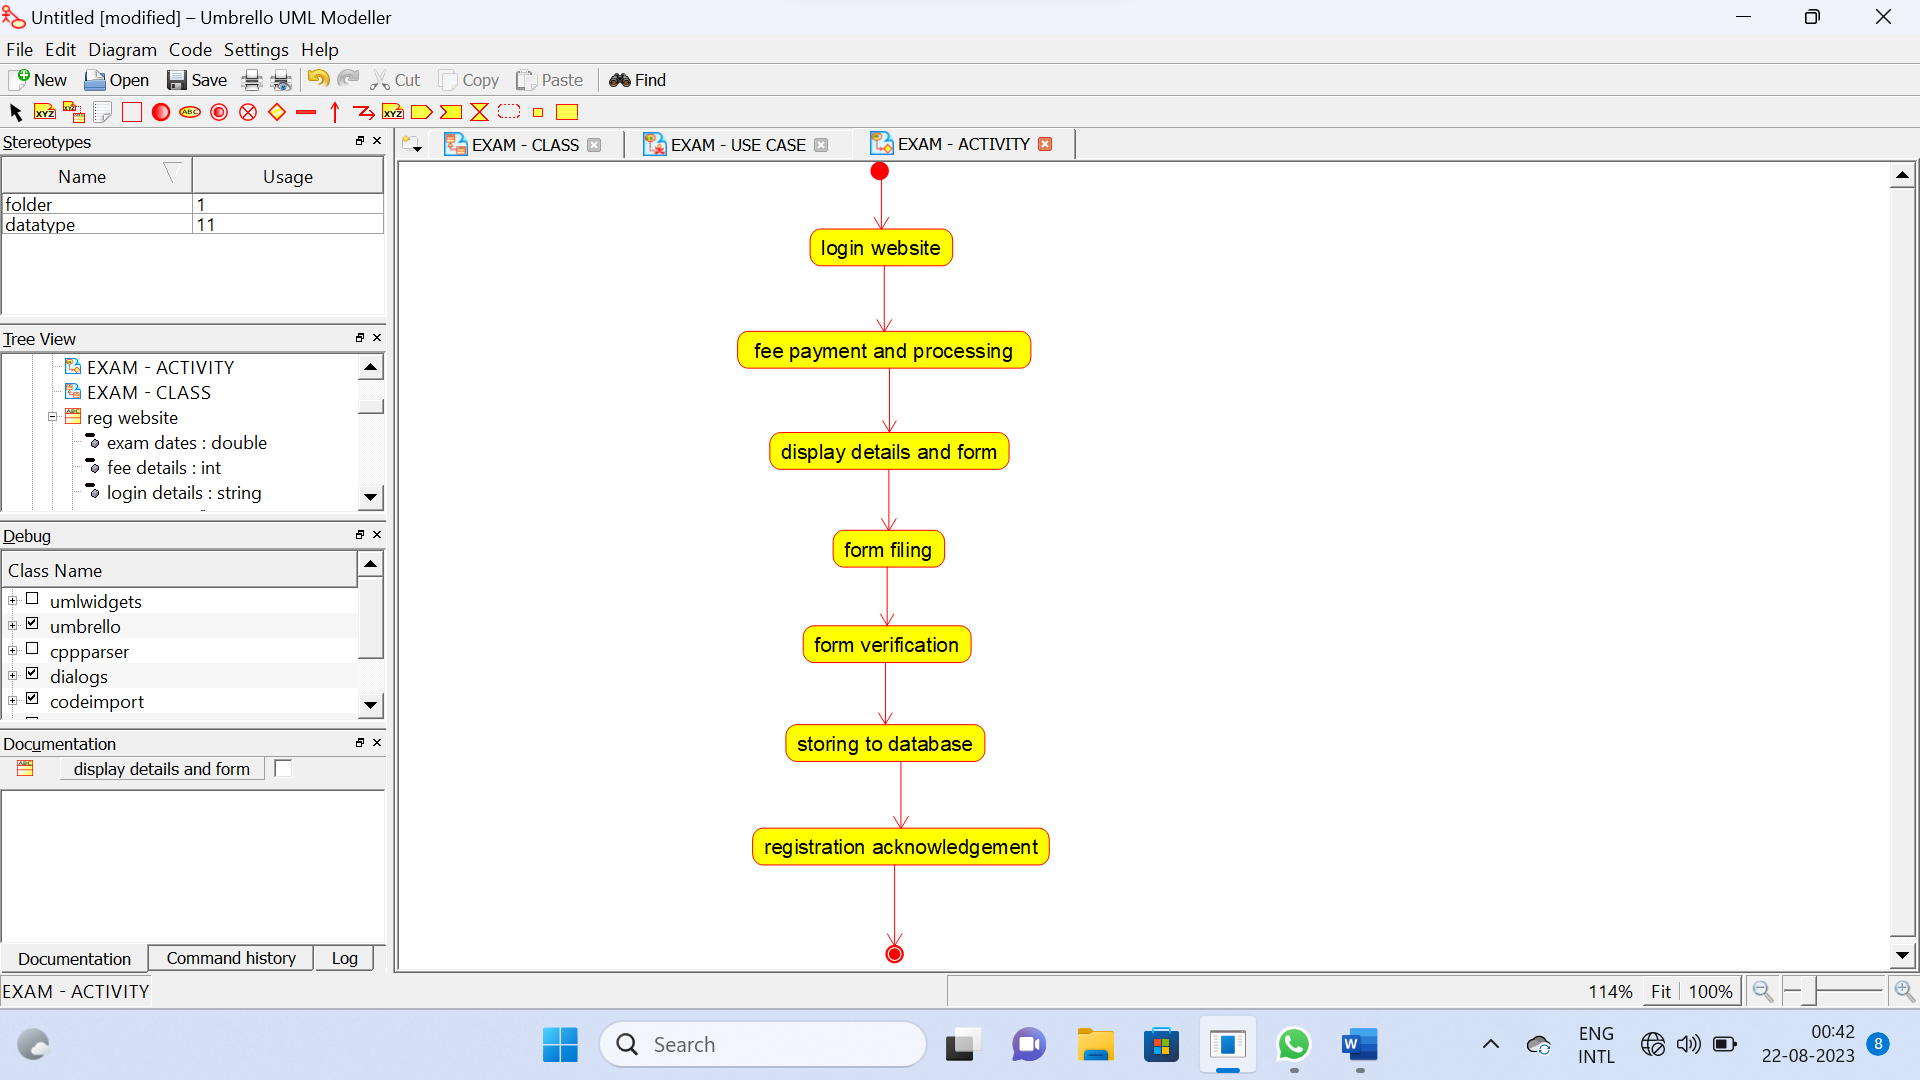 Untitled [modified] – Umbrello UML Modeller
File Edit Diagram Code Settings Help
New Open Save Cut Copy Paste Find
Stereotypes
Name Usage
folder 1
datatype 11
Tree View
EXAM - ACTIVITY
EXAM - CLASS
reg website
exam dates : double
fee details : int
login details : string
Debug
Class Name
umlwidgets
umbrello
cppparser
dialogs
codeimport
Documentation
display details and form
Documentation Command history Log
EXAM - CLASS EXAM - USE CASE EXAM - ACTIVITY
login website
fee payment and processing
display details and form
form filing
form verification
storing to database
registration acknowledgement
EXAM - ACTIVITY
114% Fit 100%
Search
ENG
INTL
00:42
22-08-2023
8